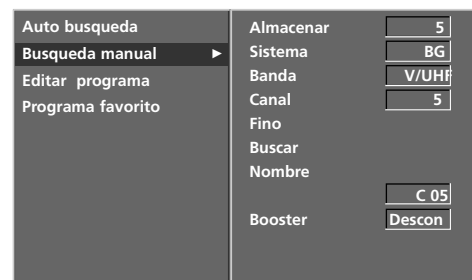 Auto busqueda
Busqueda manual ►
Editar programa
Programa favorito
Almacenar 5
Sistema BG
Banda V/UHF
Canal 5
Fino
Buscar
Nombre
C 05
Booster Descon